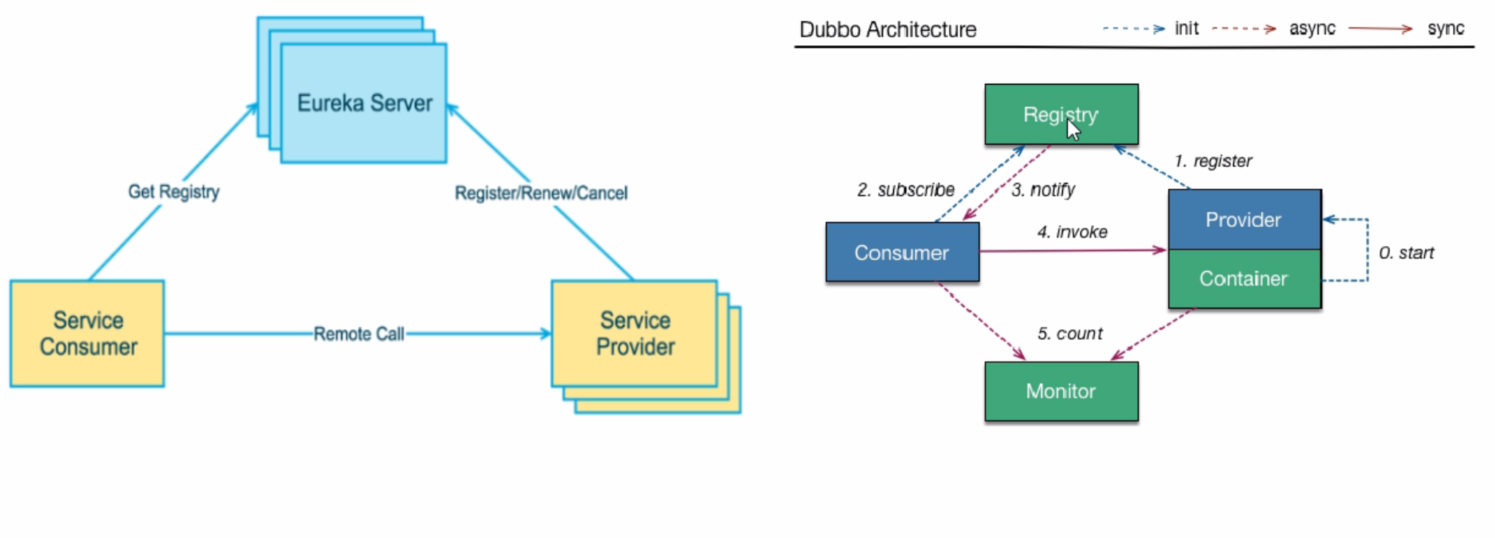 Eureka Server
Get Registry
Register/Renew/Cancel
Service
Consumer
Remote Call
Service
Provider
Dubbo Architecture
init
async
sync
Registry
1. register
2. subscribe
3. notify
Provider
Consumer
4. invoke
Container
0. start
5. count
Monitor